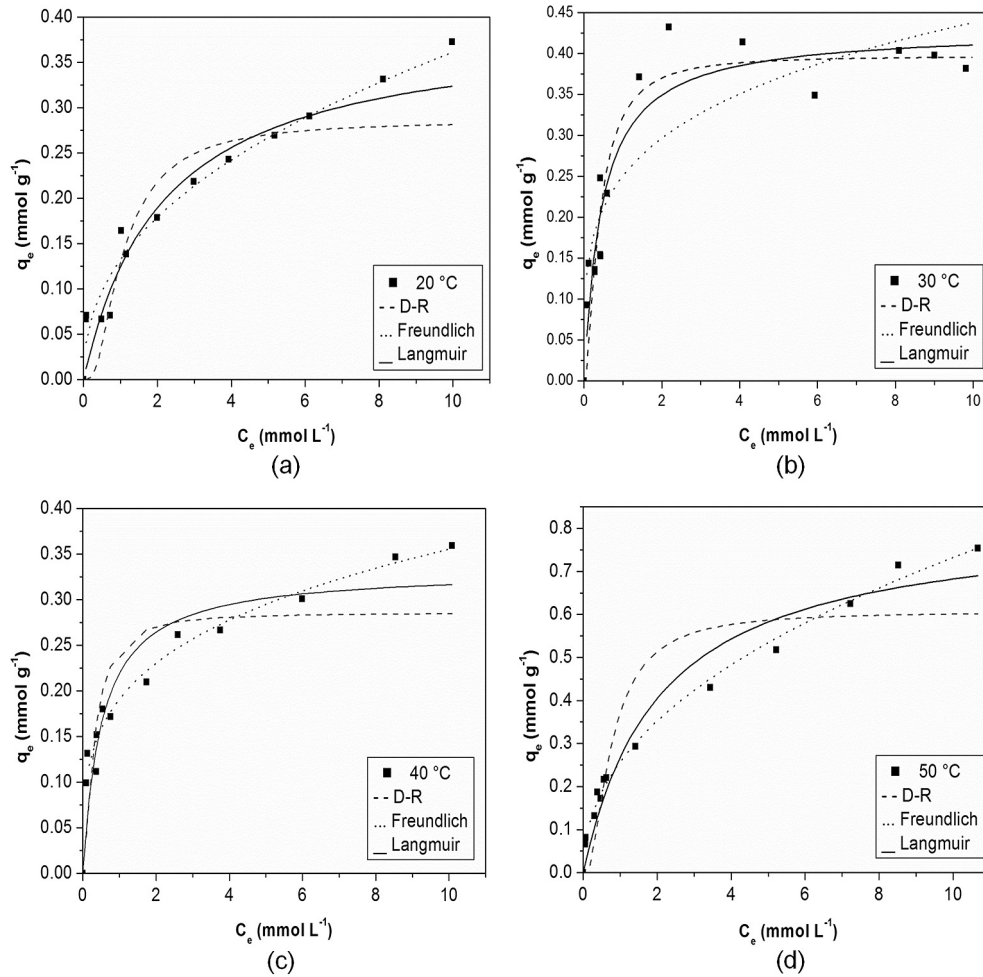 0.40
0.35
0.30
0.25
0.20
0.15
0.10
0.05
0.00
qe (mmol g⁻¹)
20 °C
D-R
Freundlich
Langmuir
0 2 4 6 8 10
Ce (mmol L⁻¹)
(a)
0.45
0.40
0.35
0.30
0.25
0.20
0.15
0.10
0.05
0.00
qe (mmol g⁻¹)
30 °C
D-R
Freundlich
Langmuir
0 2 4 6 8 10
Ce (mmol L⁻¹)
(b)
0.40
0.35
0.30
0.25
0.20
0.15
0.10
0.05
0.00
qe (mmol g⁻¹)
40 °C
D-R
Freundlich
Langmuir
0 2 4 6 8 10
Ce (mmol L⁻¹)
(c)
0.8
0.7
0.6
0.5
0.4
0.3
0.2
0.1
0.0
qe (mmol g⁻¹)
50 °C
D-R
Freundlich
Langmuir
0 2 4 6 8 10
Ce (mmol L⁻¹)
(d)